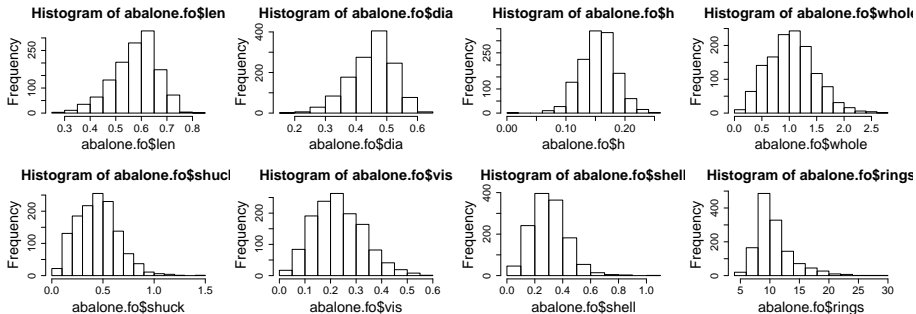 Histogram of abalone.fo$len
Frequency
0 100 250
0.3 0.4 0.5 0.6 0.7 0.8
abalone.fo$len
Histogram of abalone.fo$dia
Frequency
0 200 400
0.2 0.3 0.4 0.5 0.6
abalone.fo$dia
Histogram of abalone.fo$h
Frequency
0 100 250
0.00 0.10 0.20
abalone.fo$h
Histogram of abalone.fo$whole
Frequency
0 100 200
0.0 0.5 1.0 1.5 2.0 2.5
abalone.fo$whole
Histogram of abalone.fo$shucl
Frequency
0 100 200
0.0 0.5 1.0 1.5
abalone.fo$shuck
Histogram of abalone.fo$vis
Frequency
0 100 200
0.0 0.1 0.2 0.3 0.4 0.5 0.6
abalone.fo$vis
Histogram of abalone.fo$shell
Frequency
0 200 400
0.0 0.2 0.4 0.6 0.8 1.0
abalone.fo$shell
Histogram of abalone.fo$rings
Frequency
0 200 400
5 10 15 20 25 30
abalone.fo$rings